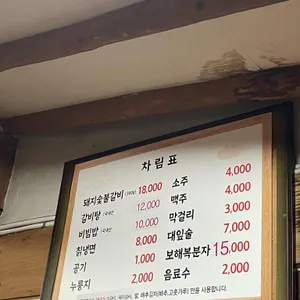 차림표
돼지숯불갈비 18,000
갈비탕 12,000
비빔밥 10,000
칡냉면 8,000
공기 1,000
누룽지 2,000
소주 4,000
맥주 4,000
막걸리 3,000
대잎술 7,000
보해복분자 15,000
음료수 2,000